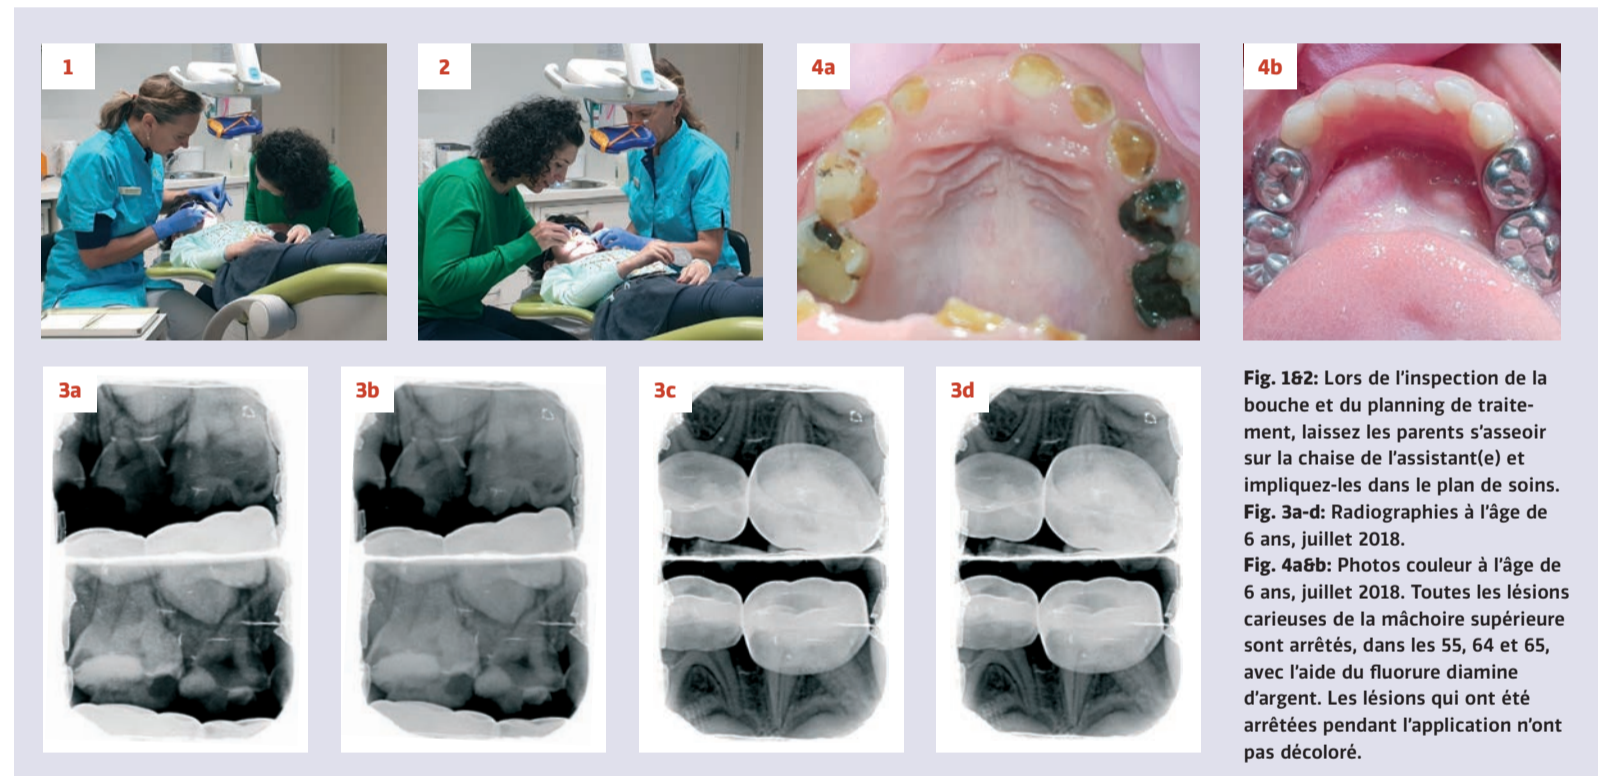 1
2
4a
4b
3a
3b
3c
3d
Fig. 1&2: Lors de l'inspection de la
bouche et du planning de traite-
ment, laissez les parents s'asseoir
sur la chaise de l'assistant(e) et
impliquez-les dans le plan de soins.
Fig. 3a-d: Radiographies à l'âge de
6 ans, juillet 2018.
Fig. 4a&b: Photos couleur à l'âge de
6 ans, juillet 2018. Toutes les lésions
carieuses de la mâchoire supérieure
sont arrêtés, dans les 55, 64 et 65,
avec l'aide du fluorure diamine
d'argent. Les lésions qui ont été
arrêtées pendant l'application n'ont
pas décoloré.